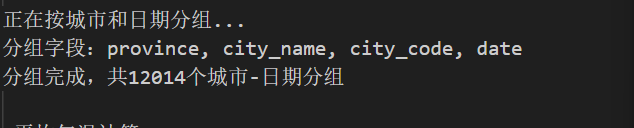 正在按城市和日期分组...
分组字段：province, city_name, city_code, date
分组完成，共12014个城市-日期分组